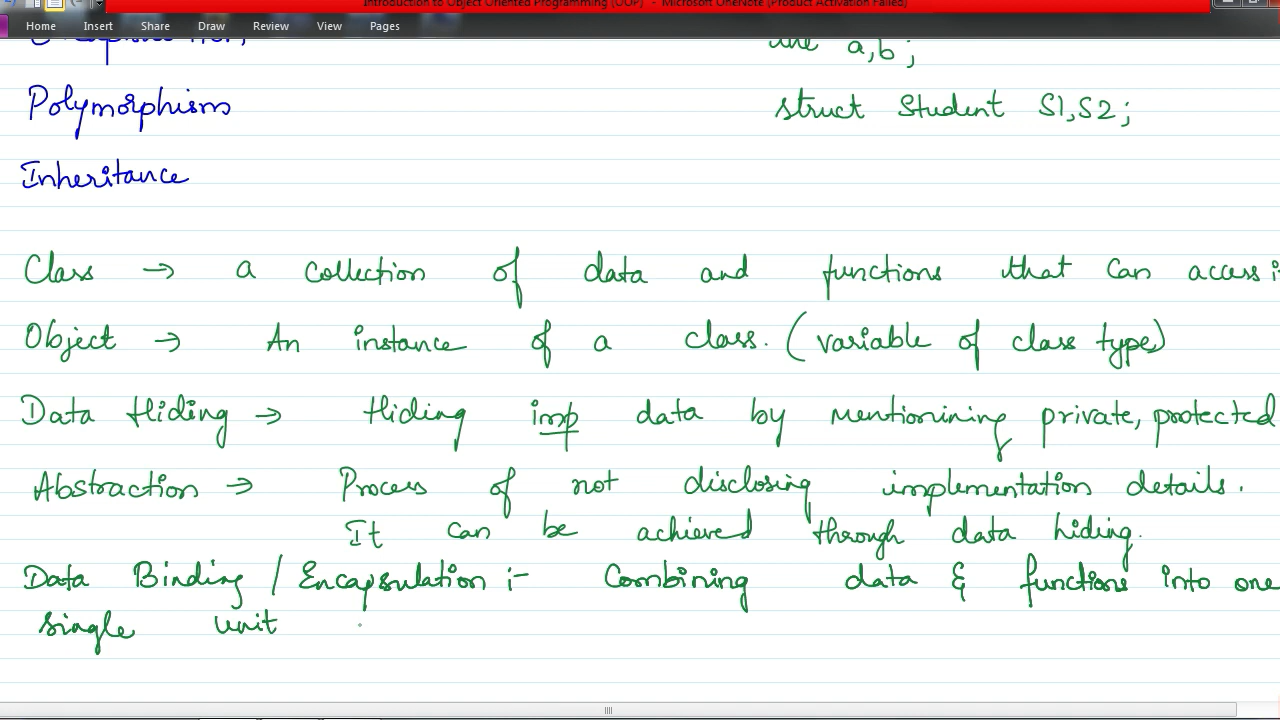 Introduction to Object Oriented Programming (OOP) - Microsoft OneNote (Product Activation Failed)
Home Insert Share Draw Review View Pages
a,b ;
Polymorphism struct Student S1,S2;
Inheritance
Class → a collection of data and functions that can access i
Object → An instance of a class. (variable of class type)
Data Hiding → Hiding imp data by mentionining private, protected
Abstraction → Process of not disclosing implementation details.
It can be achieved through data hiding.
Data Binding / Encapsulation :- Combining data & functions into one
single unit